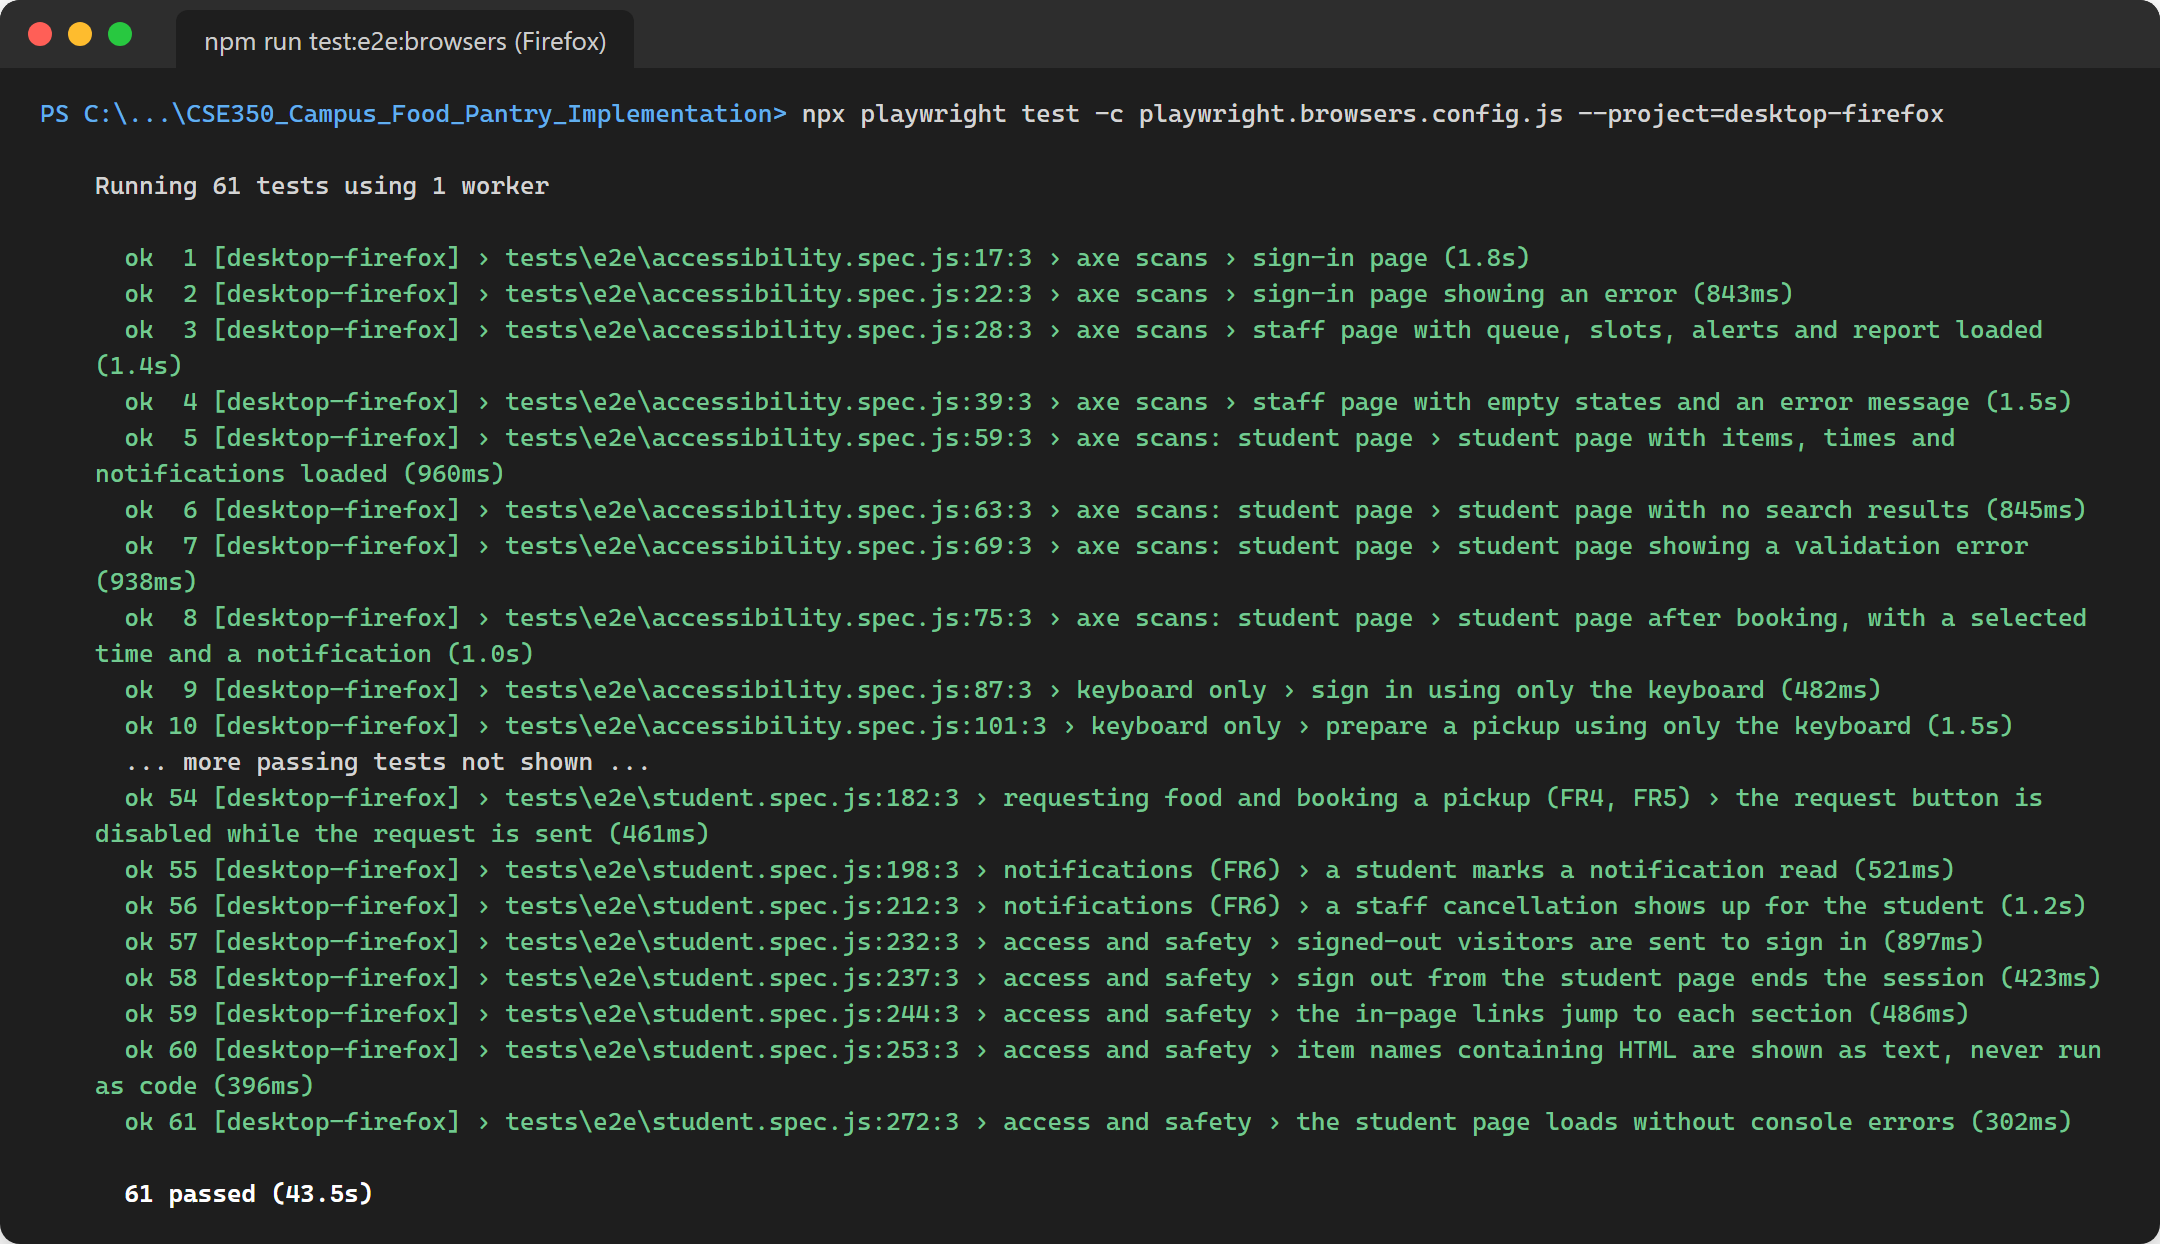 npm run test:e2e:browsers (Firefox)
PS C:\...\CSE350_Campus_Food_Pantry_Implementation> npx playwright test -c playwright.browsers.config.js --project=desktop-firefox
Running 61 tests using 1 worker
ok 1 [desktop-firefox] › tests\e2e\accessibility.spec.js:17:3 › axe scans › sign-in page (1.8s)
ok 2 [desktop-firefox] › tests\e2e\accessibility.spec.js:22:3 › axe scans › sign-in page showing an error (843ms)
ok 3 [desktop-firefox] › tests\e2e\accessibility.spec.js:28:3 › axe scans › staff page with queue, slots, alerts and report loaded
(1.4s)
ok 4 [desktop-firefox] › tests\e2e\accessibility.spec.js:39:3 › axe scans › staff page with empty states and an error message (1.5s)
ok 5 [desktop-firefox] › tests\e2e\accessibility.spec.js:59:3 › axe scans: student page › student page with items, times and
notifications loaded (960ms)
ok 6 [desktop-firefox] › tests\e2e\accessibility.spec.js:63:3 › axe scans: student page › student page with no search results (845ms)
ok 7 [desktop-firefox] › tests\e2e\accessibility.spec.js:69:3 › axe scans: student page › student page showing a validation error
(938ms)
ok 8 [desktop-firefox] › tests\e2e\accessibility.spec.js:75:3 › axe scans: student page › student page after booking, with a selected
time and a notification (1.0s)
ok 9 [desktop-firefox] › tests\e2e\accessibility.spec.js:87:3 › keyboard only › sign in using only the keyboard (482ms)
ok 10 [desktop-firefox] › tests\e2e\accessibility.spec.js:101:3 › keyboard only › prepare a pickup using only the keyboard (1.5s)
... more passing tests not shown ...
ok 54 [desktop-firefox] › tests\e2e\student.spec.js:182:3 › requesting food and booking a pickup (FR4, FR5) › the request button is
disabled while the request is sent (461ms)
ok 55 [desktop-firefox] › tests\e2e\student.spec.js:198:3 › notifications (FR6) › a student marks a notification read (521ms)
ok 56 [desktop-firefox] › tests\e2e\student.spec.js:212:3 › notifications (FR6) › a staff cancellation shows up for the student (1.2s)
ok 57 [desktop-firefox] › tests\e2e\student.spec.js:232:3 › access and safety › signed-out visitors are sent to sign in (897ms)
ok 58 [desktop-firefox] › tests\e2e\student.spec.js:237:3 › access and safety › sign out from the student page ends the session (423ms)
ok 59 [desktop-firefox] › tests\e2e\student.spec.js:244:3 › access and safety › the in-page links jump to each section (486ms)
ok 60 [desktop-firefox] › tests\e2e\student.spec.js:253:3 › access and safety › item names containing HTML are shown as text, never run
as code (396ms)
ok 61 [desktop-firefox] › tests\e2e\student.spec.js:272:3 › access and safety › the student page loads without console errors (302ms)
61 passed (43.5s)